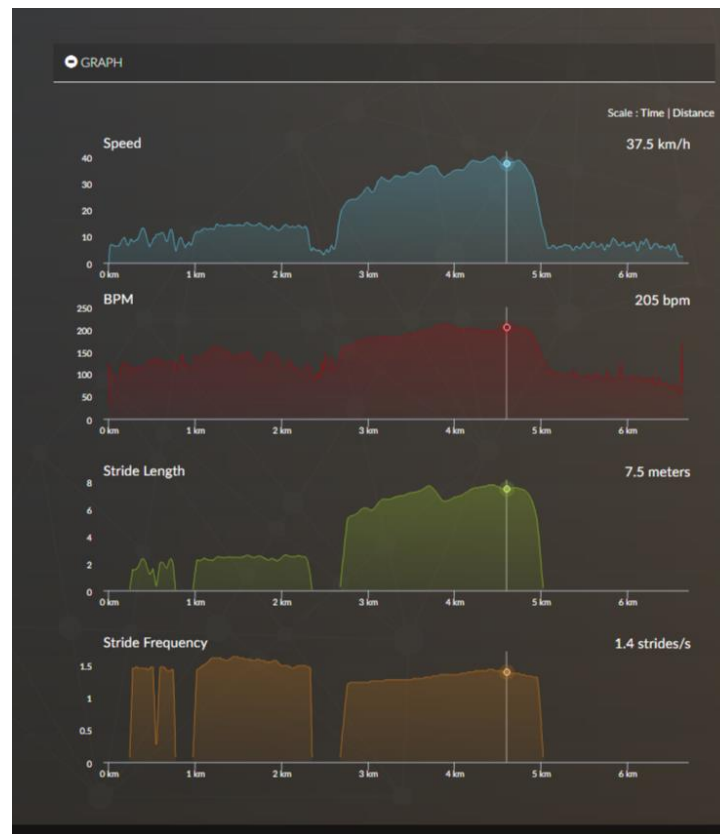 GRAPH
Scale : Time | Distance
Speed 37.5 km/h
40
30
20
10
0
0 km 1 km 2 km 3 km 4 km 5 km 6 km
BPM 205 bpm
250
200
150
100
50
0
0 km 1 km 2 km 3 km 4 km 5 km 6 km
Stride Length 7.5 meters
8
6
4
2
0
0 km 1 km 2 km 3 km 4 km 5 km 6 km
Stride Frequency 1.4 strides/s
1.5
1
0.5
0
0 km 1 km 2 km 3 km 4 km 5 km 6 km